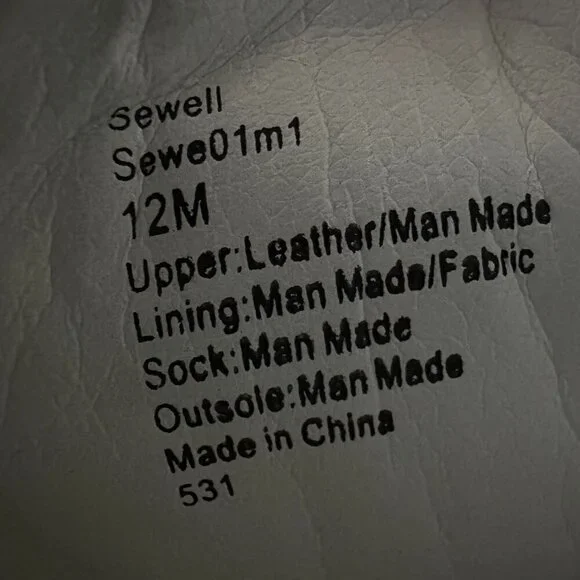 Sewell
Sewe01m1
12M
Upper:Leather/Man Made
Lining:Man Made/Fabric
Sock:Man Made
Outsole:Man Made
Made in China
531